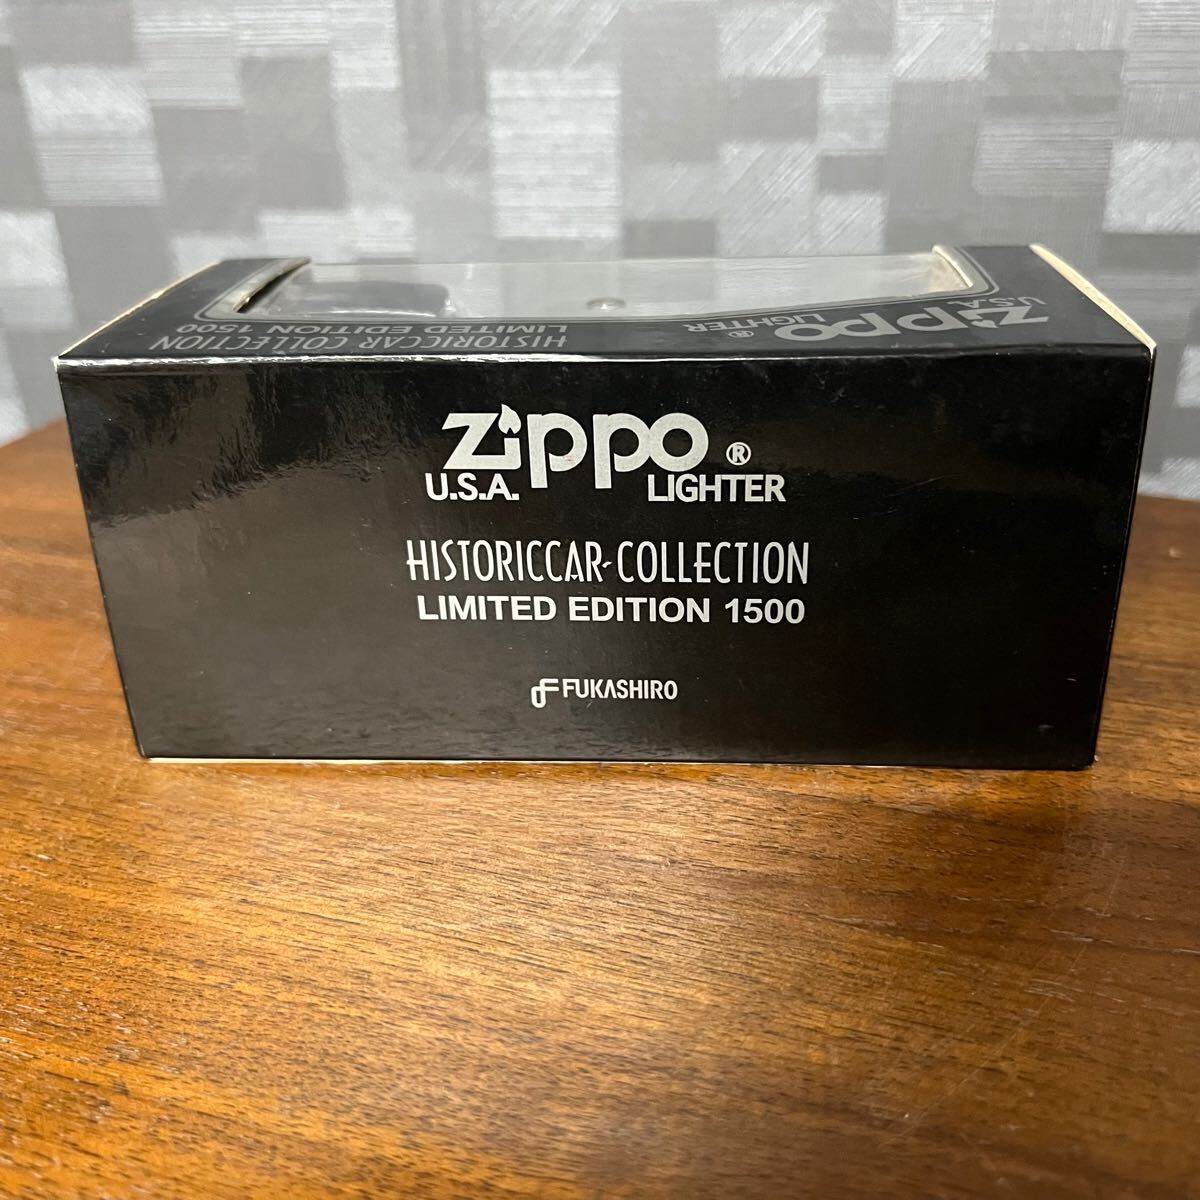 Zippo ®
U.S.A. LIGHTER
HISTORICCAR-COLLECTION
LIMITED EDITION 1500
FUKASHIRO
Zippo
U.S.A.
LIGHTER ®
HISTORICCAR COLLECTION
LIMITED EDITION 1500